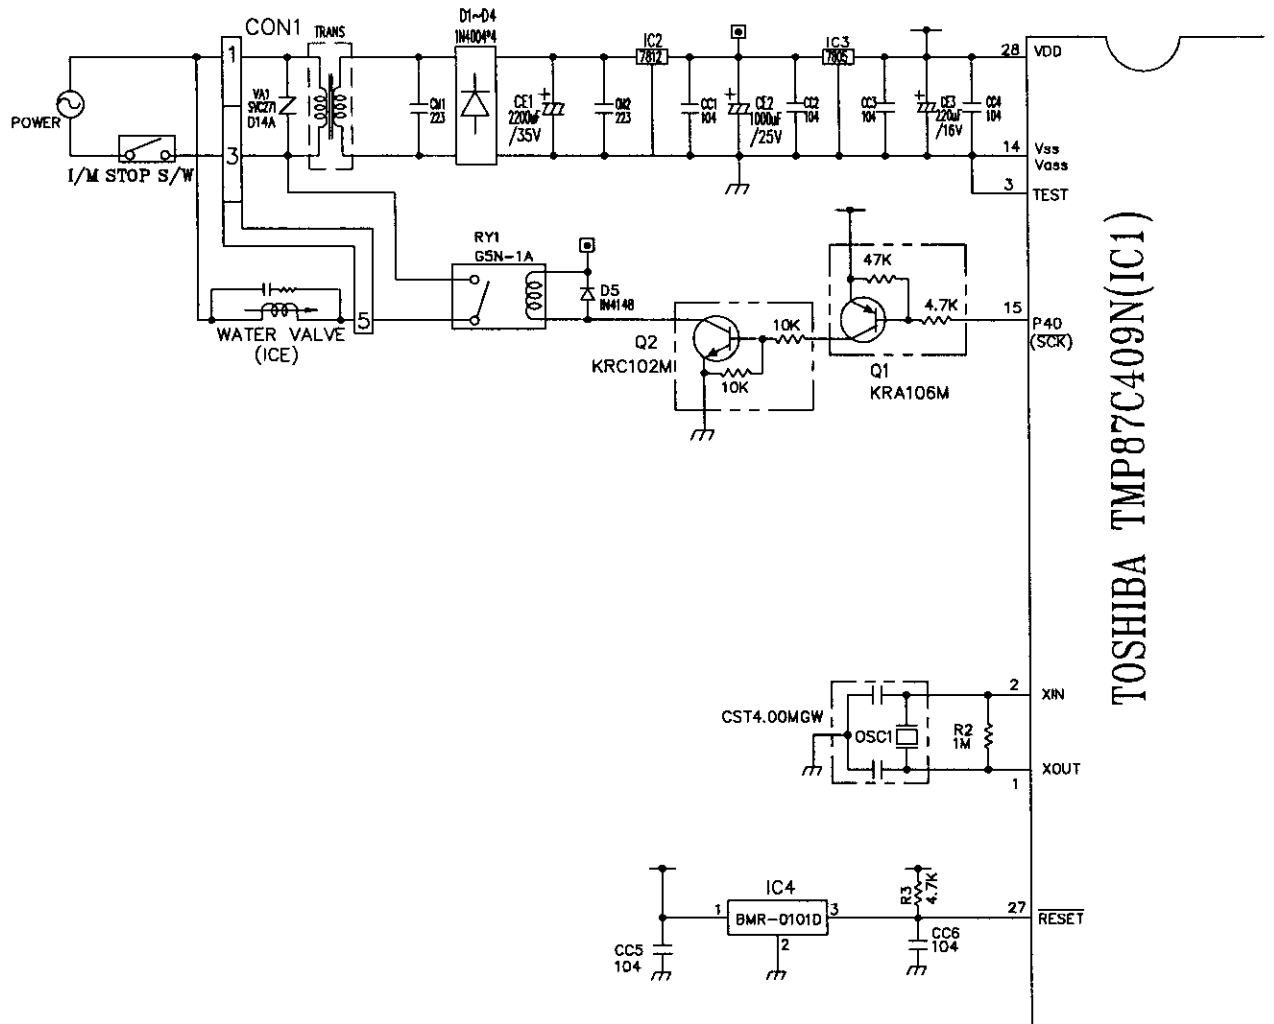 CON1
TRANS
D1~D4
1N4004*4
IC2
7812
IC3
7805
28
VDD
1
VA1
SVC271
D14A
CM1
223
CE1
2200uF
/35V
CM2
223
CC1
104
CE2
1000uF
/25V
CC2
104
CC3
104
CE3
220uF
/16V
CC4
104
POWER
3
14
Vss
Vass
I/M STOP S/W
3
TEST
RY1
G5N-1A
D5
1N4148
5
WATER VALVE
(ICE)
Q2
KRC102M
10K
10K
47K
4.7K
Q1
KRA106M
15
P40
(SCK)
TOSHIBA TMP87C409N(IC1)
2
XIN
CST4.00MGW
OSC1
R2
1M
XOUT
1
IC4
1
BMR-0101D
3
2
R3
4.7K
27
RESET
CC5
104
CC6
104